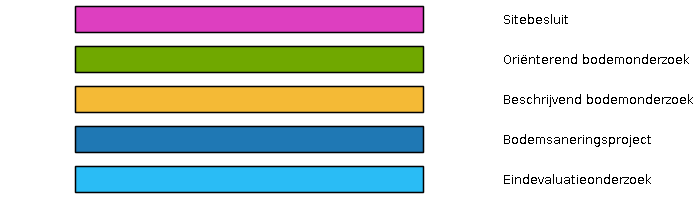 Sitebesluit
Oriënterend bodemonderzoek
Beschrijvend bodemonderzoek
Bodemsaneringsproject
Eindevaluatieonderzoek